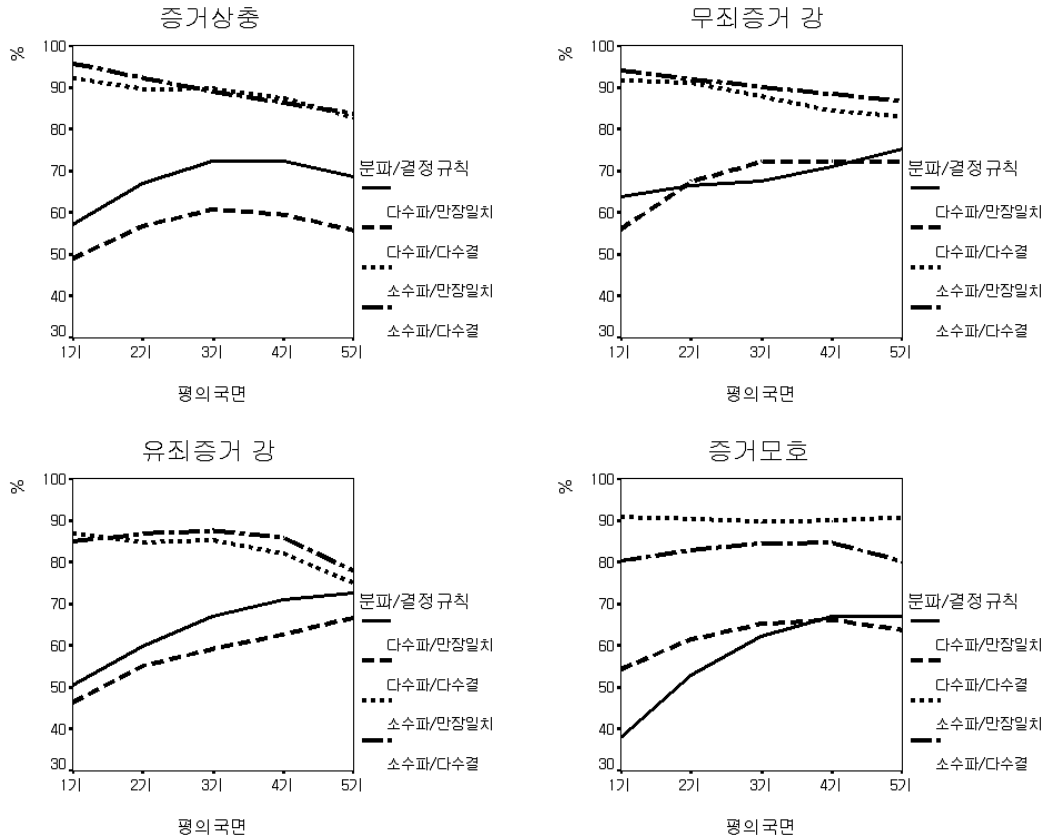 증거상충
%
100
90
80
70
60
50
40
30
1기 2기 3기 4기 5기
평의국면
분파/결정규칙
다수파/만장일치
다수파/다수결
소수파/만장일치
소수파/다수결
무죄증거 강
%
100
90
80
70
60
50
40
30
1기 2기 3기 4기 5기
평의국면
분파/결정규칙
다수파/만장일치
다수파/다수결
소수파/만장일치
소수파/다수결
유죄증거 강
%
100
90
80
70
60
50
40
30
1기 2기 3기 4기 5기
평의국면
분파/결정규칙
다수파/만장일치
다수파/다수결
소수파/만장일치
소수파/다수결
증거모호
%
100
90
80
70
60
50
40
30
1기 2기 3기 4기 5기
평의국면
분파/결정규칙
다수파/만장일치
다수파/다수결
소수파/만장일치
소수파/다수결